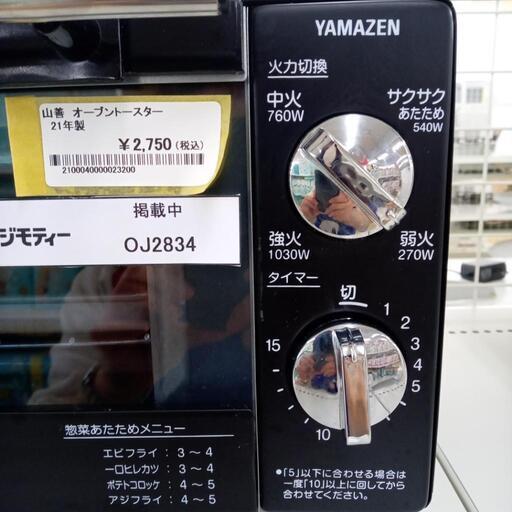 YAMAZEN
火力切換
中火
760W
サクサク
あたため
540W
強火
1030W
弱火
270W
タイマー
切
1
2
3
4
5
10
15
●「5」以下に合わせる場合は
一度「10」以上に回してから
合わせてください。
山善 オーブントースター
21年製
￥2,750(税込)
2100040000023200
ジモティー
掲載中
OJ2834
惣菜あたためメニュー
エビフライ：3～4
一口ヒレカツ：3～4
ポテトコロッケ：4～5
アジフライ：4～5